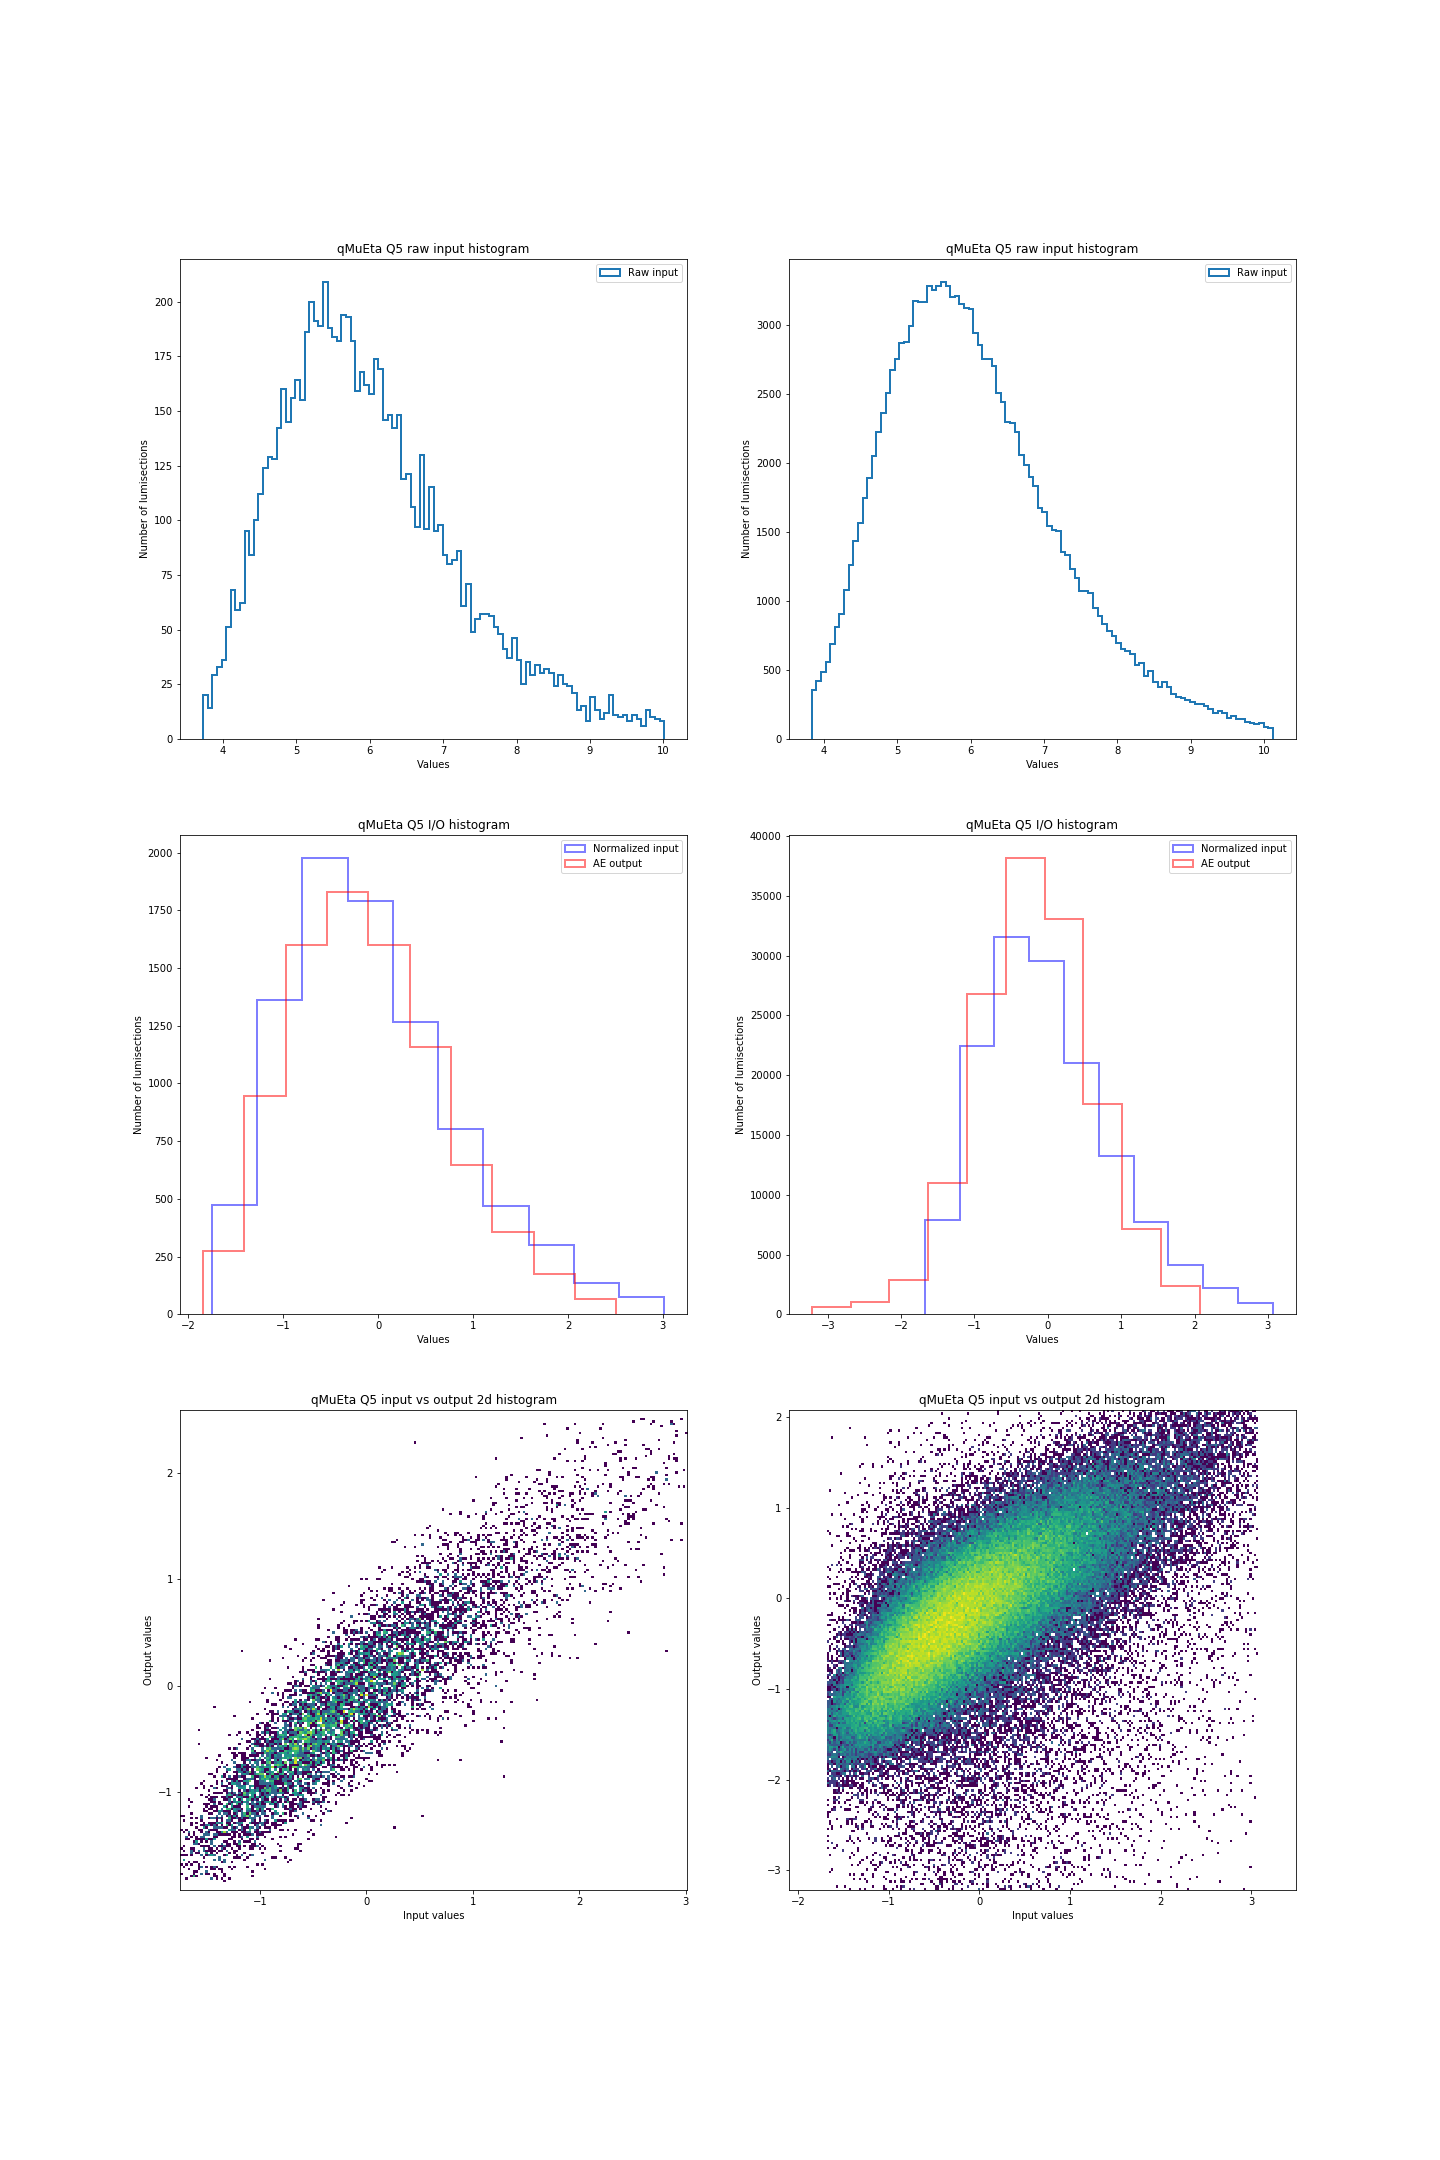 qMuEta Q5 raw input histogram
Raw input
200
175
150
125
100
75
50
25
0
Number of lumisections
4 5 6 7 8 9 10
Values
qMuEta Q5 raw input histogram
Raw input
3000
2500
2000
1500
1000
500
0
Number of lumisections
4 5 6 7 8 9 10
Values
qMuEta Q5 I/O histogram
Normalized input
AE output
2000
1750
1500
1250
1000
750
500
250
0
Number of lumisections
−2 −1 0 1 2 3
Values
qMuEta Q5 I/O histogram
Normalized input
AE output
40000
35000
30000
25000
20000
15000
10000
5000
0
Number of lumisections
−3 −2 −1 0 1 2 3
Values
qMuEta Q5 input vs output 2d histogram
2
1
0
−1
Output values
−1 0 1 2 3
Input values
qMuEta Q5 input vs output 2d histogram
2
1
0
−1
−2
−3
Output values
−2 −1 0 1 2 3
Input values